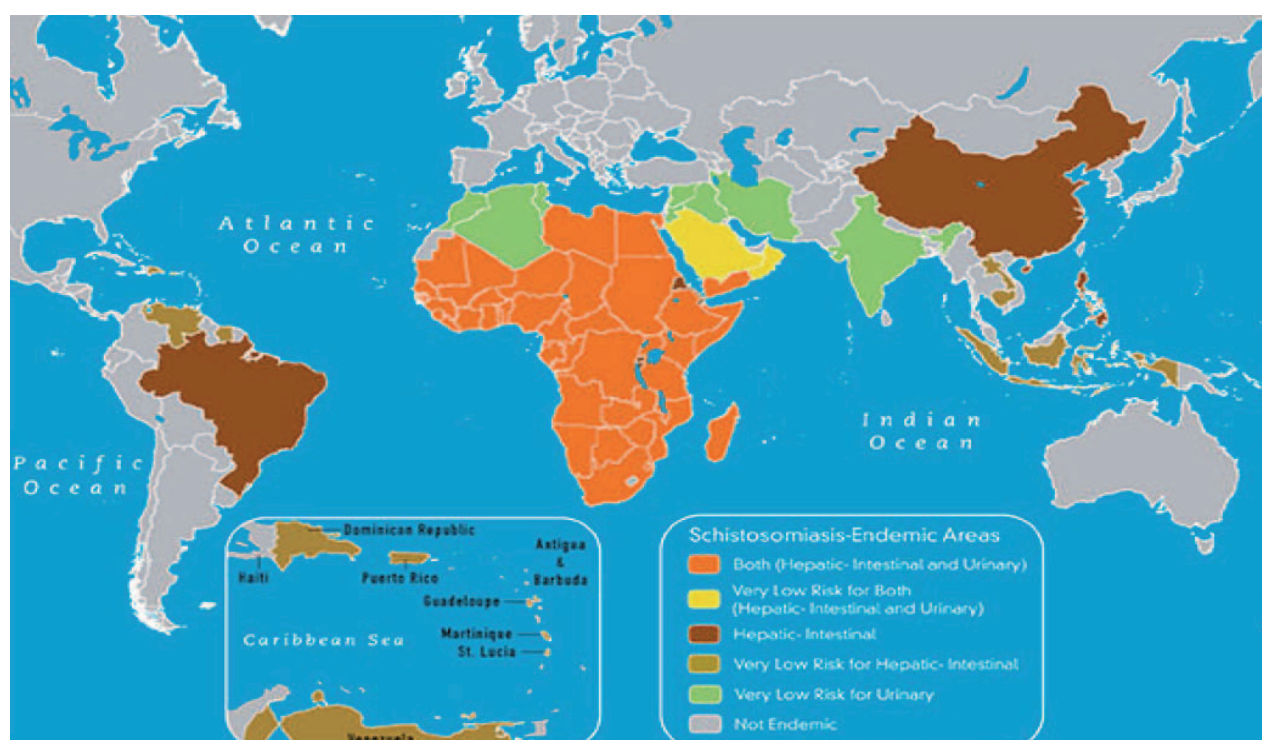 Atlantic
Ocean
Pacific
Ocean
Indian
Ocean
Dominican Republic
Haiti
Puerto Rico
Antigua
&
Barbuda
Guadeloupe
Martinique
St. Lucia
Caribbean Sea
Venezuela
Schistosomiasis-Endemic Areas
Both (Hepatic- Intestinal and Urinary)
Very Low Risk for Both
(Hepatic- Intestinal and Urinary)
Hepatic- Intestinal
Very Low Risk for Hepatic- Intestinal
Very Low Risk for Urinary
Not Endemic